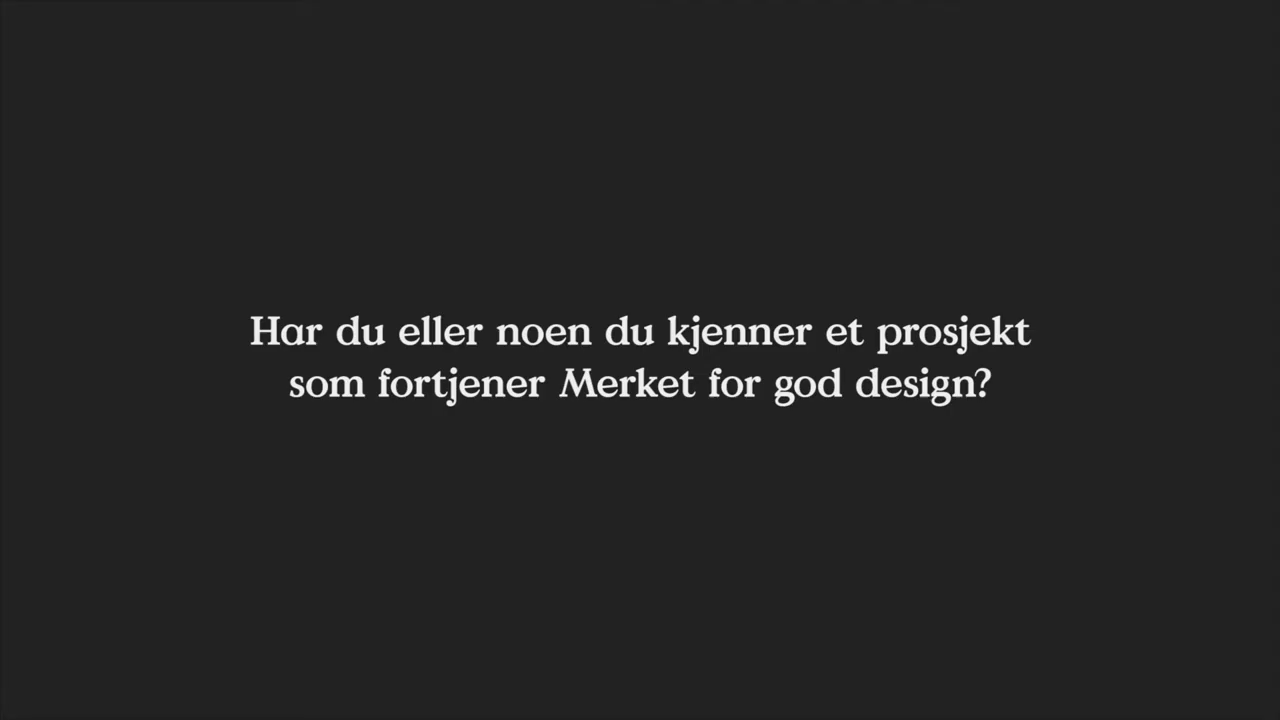 Har du eller noen du kjenner et prosjekt
som fortjener Merket for god design?